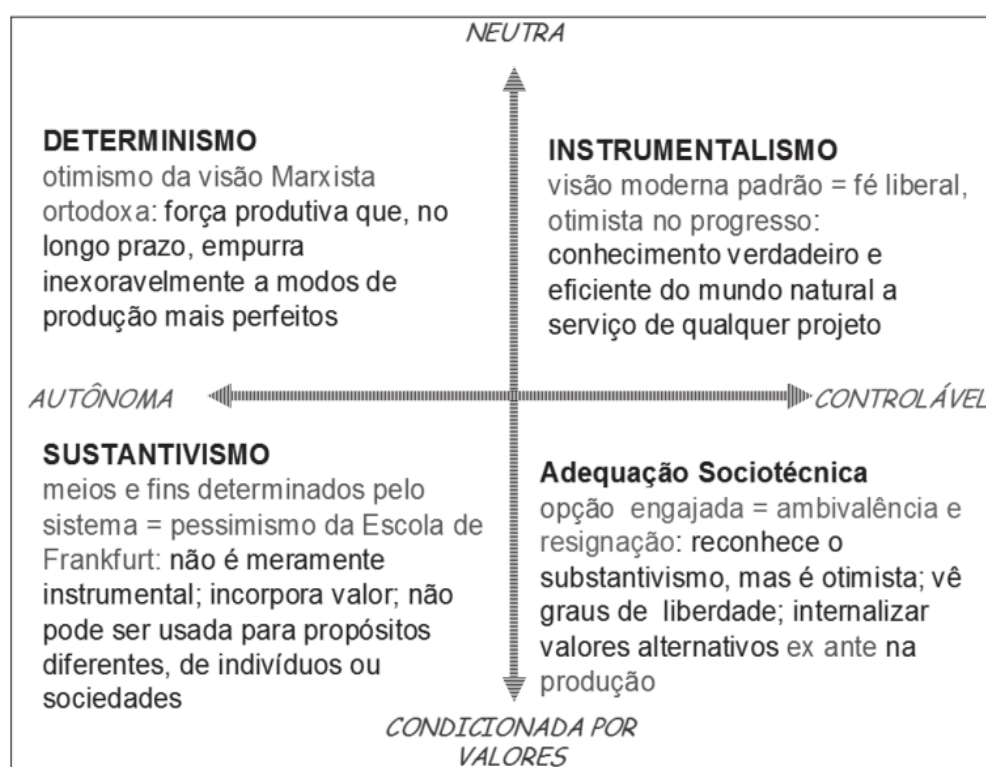 NEUTRA
DETERMINISMO
otimismo da visão Marxista
ortodoxa: força produtiva que, no
longo prazo, empurra
inexoravelmente a modos de
produção mais perfeitos
INSTRUMENTALISMO
visão moderna padrão = fé liberal,
otimista no progresso:
conhecimento verdadeiro e
eficiente do mundo natural a
serviço de qualquer projeto
AUTÔNOMA
CONTROLÁVEL
SUSTANTIVISMO
meios e fins determinados pelo
sistema = pessimismo da Escola de
Frankfurt: não é meramente
instrumental; incorpora valor; não
pode ser usada para propósitos
diferentes, de indivíduos ou
sociedades
Adequação Sociotécnica
opção engajada = ambivalência e
resignação: reconhece o
substantivismo, mas é otimista; vê
graus de liberdade; internalizar
valores alternativos ex ante na
produção
CONDICIONADA POR
VALORES